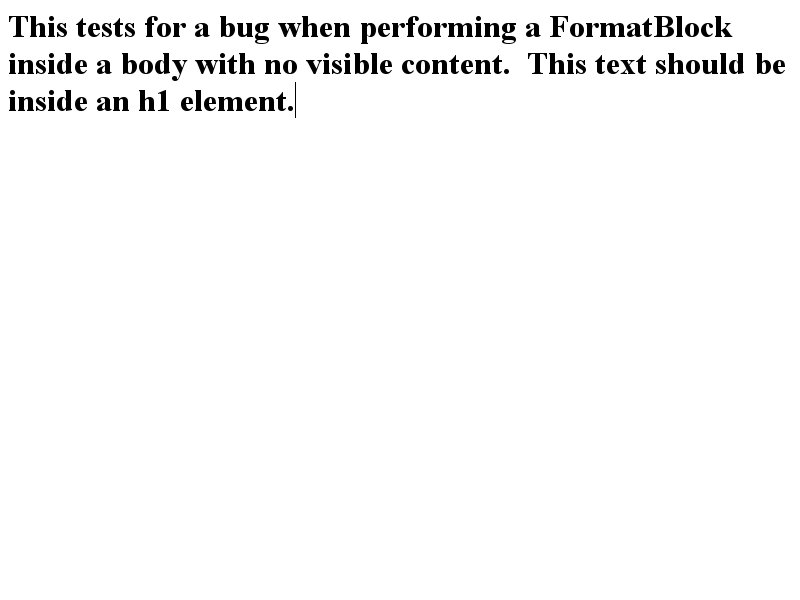 This tests for a bug when performing a FormatBlock
inside a body with no visible content.  This text should be
inside an h1 element.